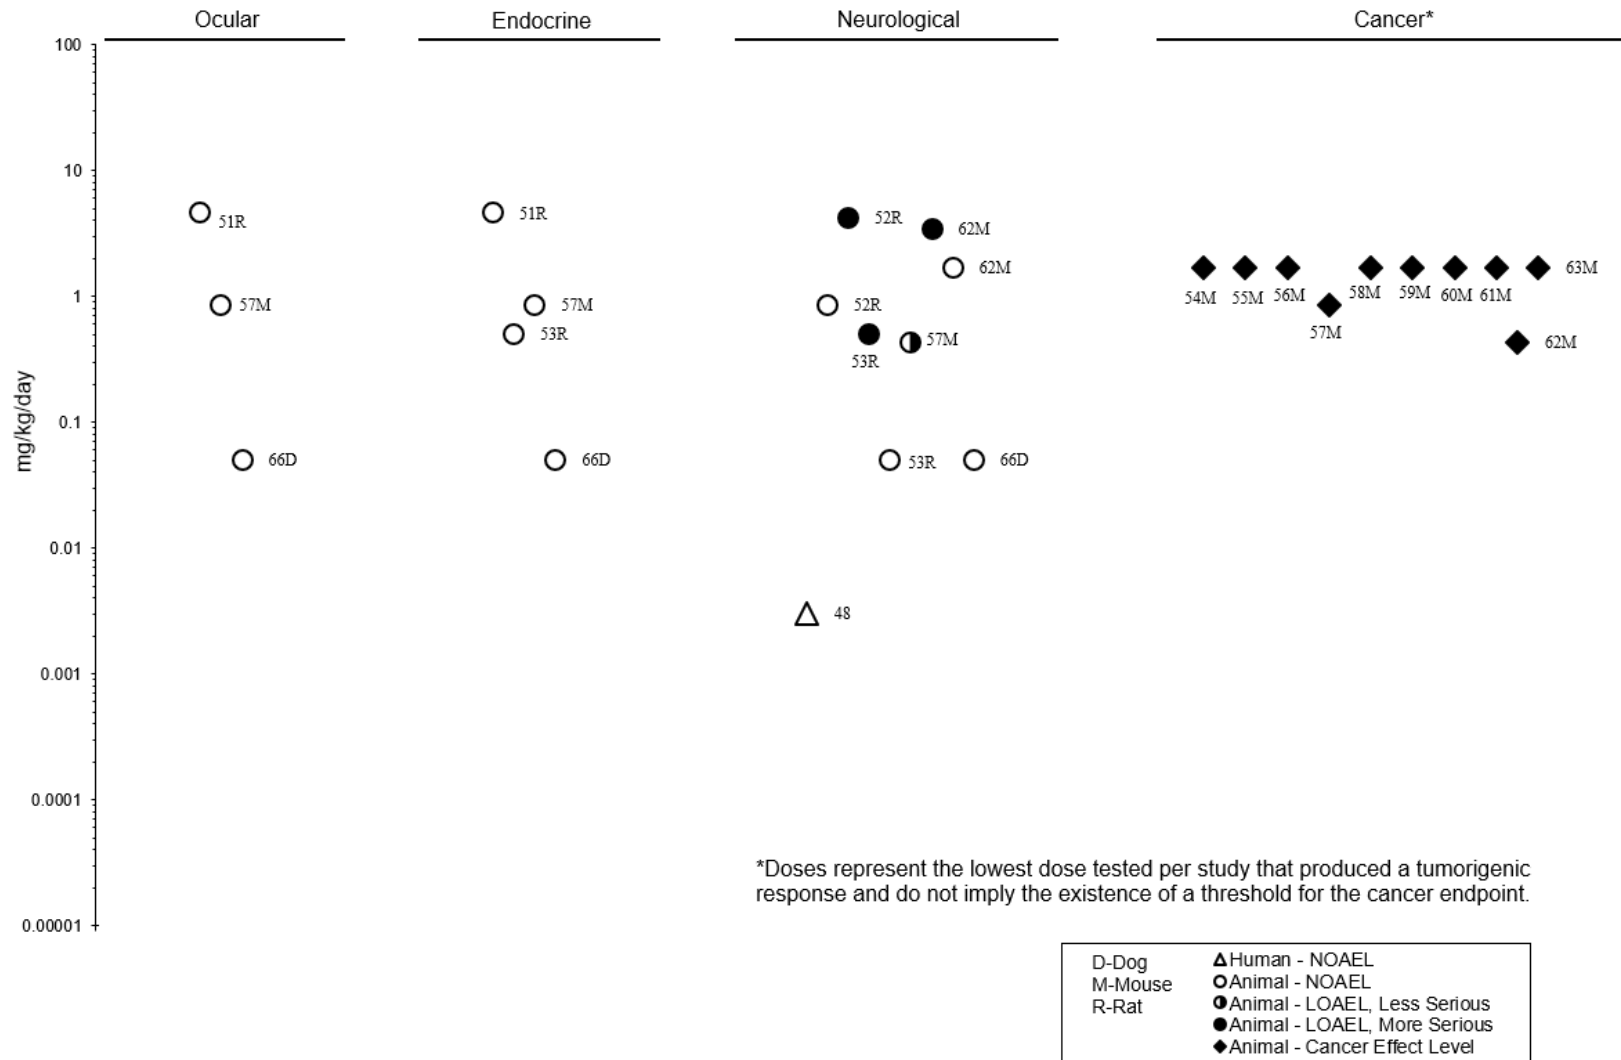 Ocular
Endocrine
Neurological
Cancer*
100
10
1
0.1
0.01
0.001
0.0001
0.00001
mg/kg/day
51R
57M
66D
51R
57M
53R
66D
52R
62M
62M
52R
57M
53R
53R
66D
48
54M
55M
56M
57M
58M
59M
60M
61M
63M
62M
*Doses represent the lowest dose tested per study that produced a tumorigenic
response and do not imply the existence of a threshold for the cancer endpoint.
D-Dog
M-Mouse
R-Rat
Human - NOAEL
Animal - NOAEL
Animal - LOAEL, Less Serious
Animal - LOAEL, More Serious
Animal - Cancer Effect Level